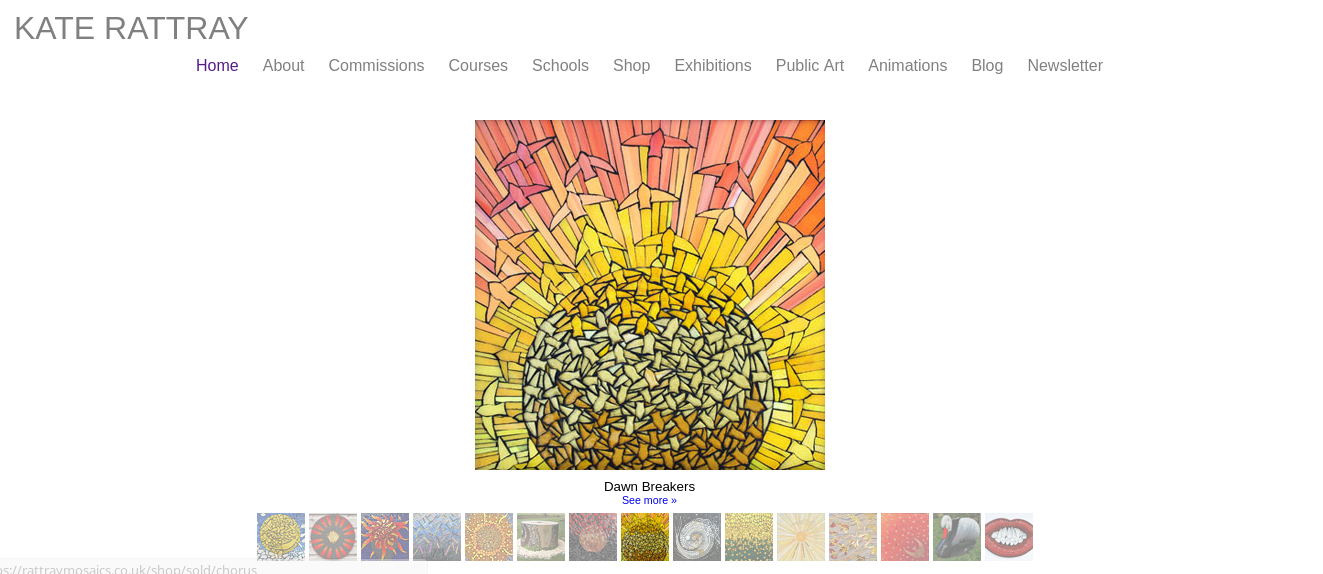 KATE RATTRAY
Home About Commissions Courses Schools Shop Exhibitions Public Art Animations Blog Newsletter
Dawn Breakers
See more »
ps://rattraymosaics.co.uk/shop/sold/chorus